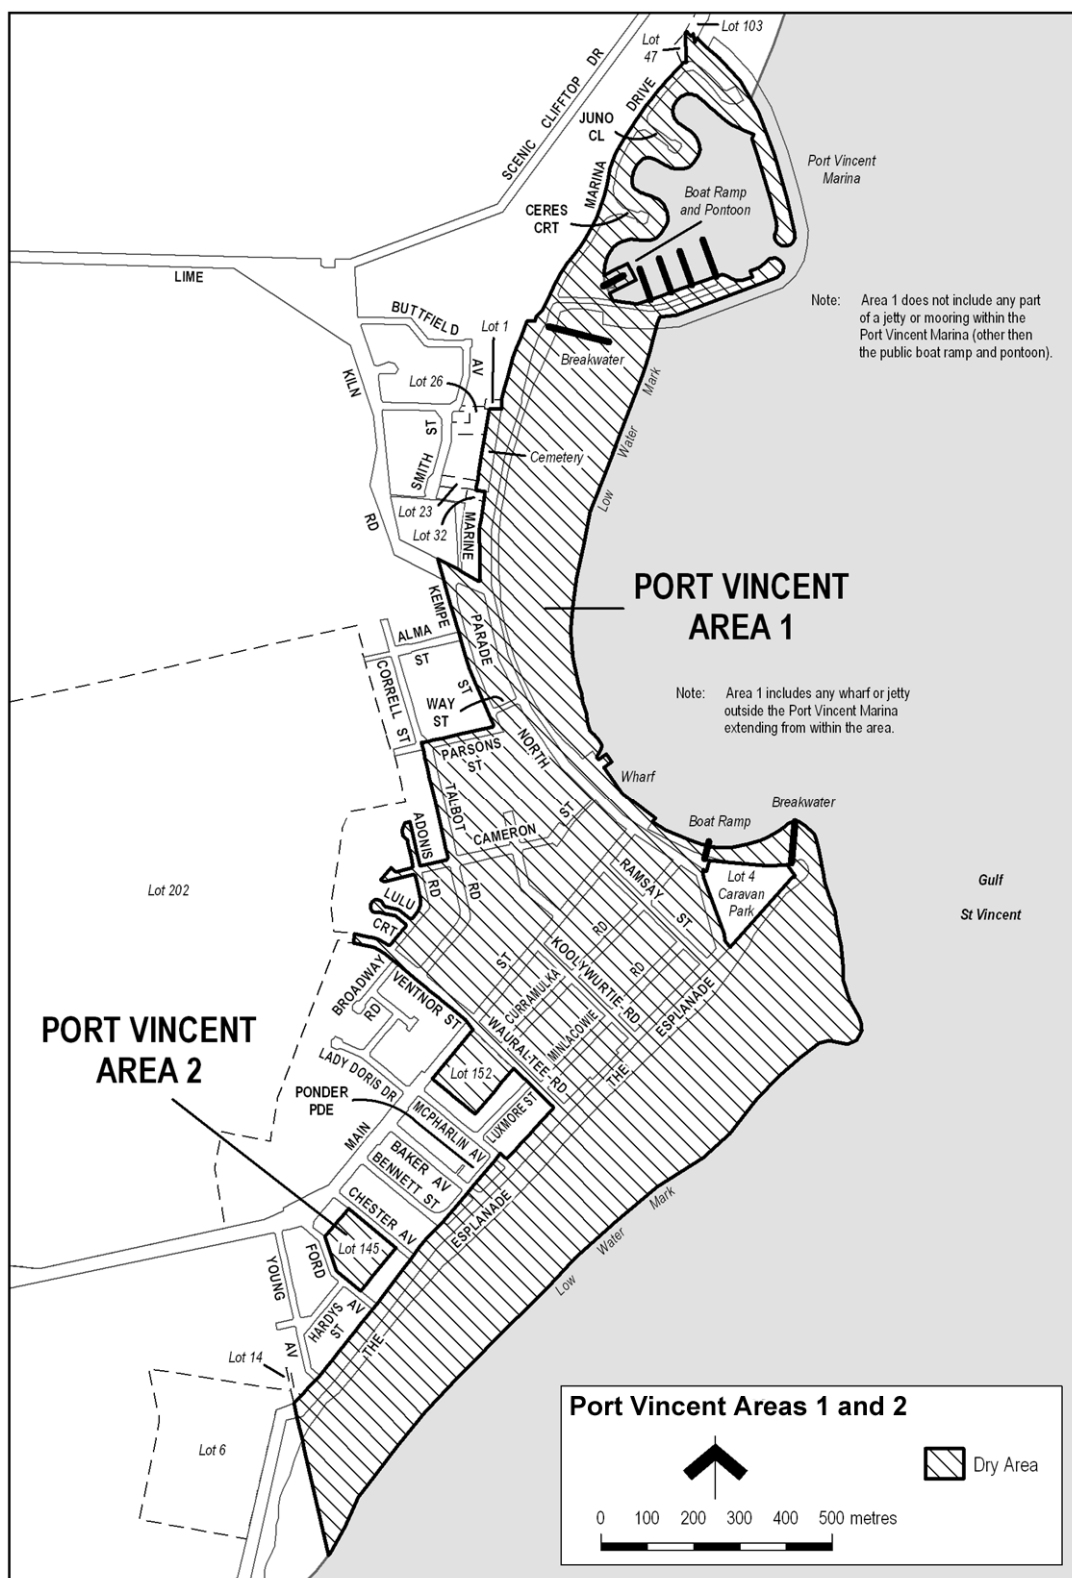 Lot 103
Lot
47
SCENIC CLIFFTOP DR
MARINA DRIVE
JUNO
CL
Port Vincent
Marina
Boat Ramp
and Pontoon
CERES
CRT
LIME
KILN
RD
Note: Area 1 does not include any part
of a jetty or mooring within the
Port Vincent Marina (other then
the public boat ramp and pontoon).
BUTTFIELD
AV
Lot 1
Breakwater
Lot 26
Low Water Mark
SMITH ST
Cemetery
Lot 23
Lot 32
MARINE
PARADE
PORT VINCENT
AREA 1
KEMPE
ST
ALMA
ST
CORRELL ST
WAY
ST
Note: Area 1 includes any wharf or jetty
outside the Port Vincent Marina
extending from within the area.
PARSONS
ST
NORTH
Wharf
TALBOT
RD
Breakwater
Boat Ramp
ADONIS
RD
CAMERON
ST
ST
RAMSAY
ST
Lot 4
Caravan
Park
Gulf
St Vincent
Lot 202
LULU
CRT
RD
KOOLYWURTIE RD
RD
BROADWAY
RD
VENTNOR ST
CURRAMULKA
WAURALTEE RD
MINLACOWIE
THE ESPLANADE
PORT VINCENT
AREA 2
LADY DORIS DR
Lot 152
PONDER
PDE
MCPHARLIN AV
LUXMORE ST
MAIN
BAKER AV
BENNETT ST
CHESTER AV
THE ESPLANADE
Low Water Mark
Lot 145
FORD
AV
YOUNG
AV
HARDYS
ST
Lot 14
Lot 6
Port Vincent Areas 1 and 2
Dry Area
0 100 200 300 400 500 metres